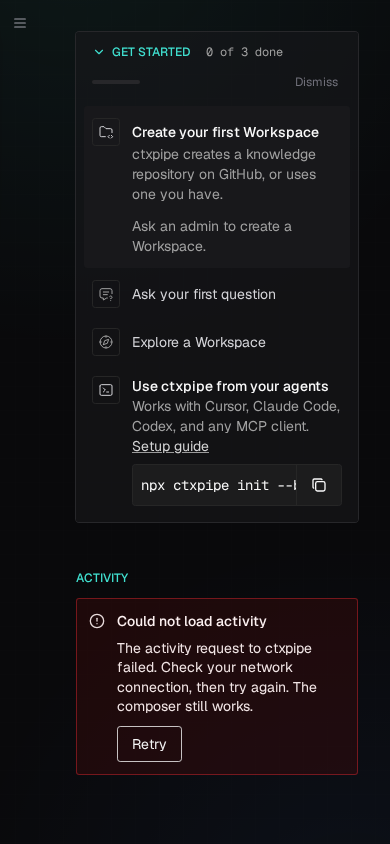 GET STARTED 0 of 3 done
Dismiss
Create your first Workspace
ctxpipe creates a knowledge
repository on GitHub, or uses
one you have.
Ask an admin to create a
Workspace.
Ask your first question
Explore a Workspace
Use ctxpipe from your agents
Works with Cursor, Claude Code,
Codex, and any MCP client.
Setup guide
npx ctxpipe init --
ACTIVITY
Could not load activity
The activity request to ctxpipe
failed. Check your network
connection, then try again. The
composer still works.
Retry